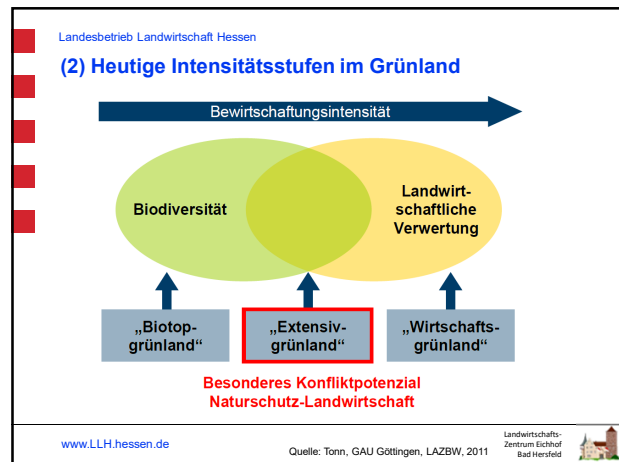 Landesbetrieb Landwirtschaft Hessen
(2) Heutige Intensitätsstufen im Grünland
Bewirtschaftungsintensität
Biodiversität
Landwirt-
schaftliche
Verwertung
„Biotop-
grünland“
„Extensiv-
grünland“
„Wirtschafts-
grünland“
Besonderes Konfliktpotenzial
Naturschutz-Landwirtschaft
www.LLH.hessen.de
Quelle: Tonn, GAU Göttingen, LAZBW, 2011
Landwirtschafts-
Zentrum Eichhof
Bad Hersfeld